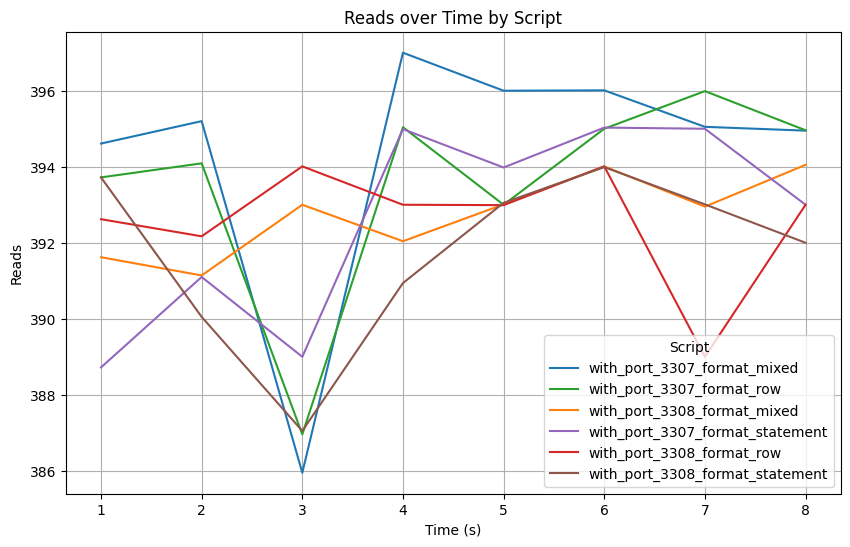 Reads over Time by Script
Reads
396
394
392
390
388
386
Script
with_port_3307_format_mixed
with_port_3307_format_row
with_port_3308_format_mixed
with_port_3307_format_statement
with_port_3308_format_row
with_port_3308_format_statement
1 2 3 4 5 6 7 8
Time (s)